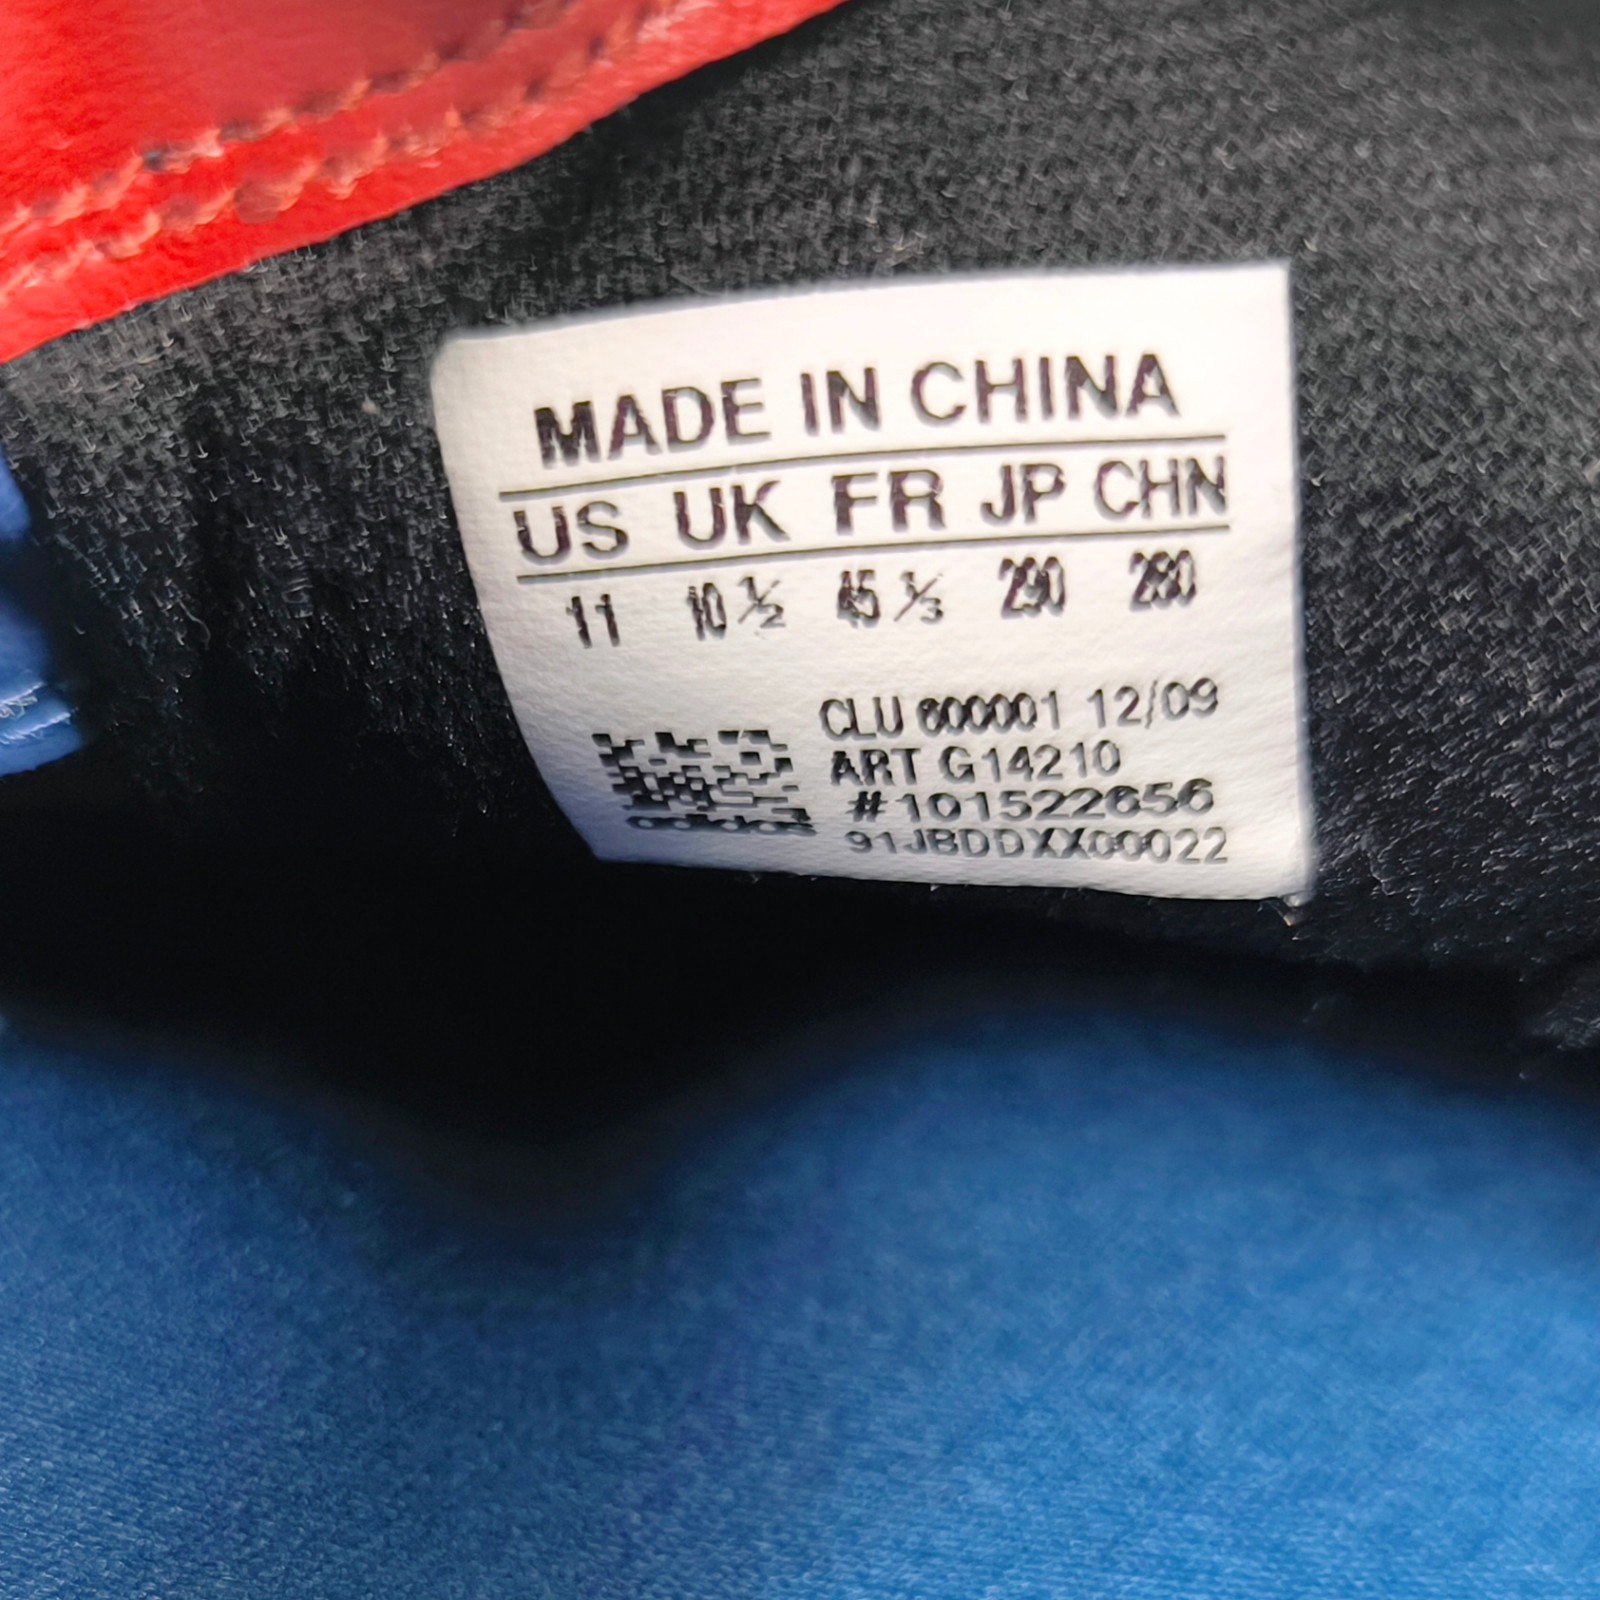 MADE IN CHINA
US UK FR JP CHN
11 10 ½ 45 ⅓ 290 280
CLU 600001 12/09
ART G14210
#101522656
adidas
91JBDDXX00022